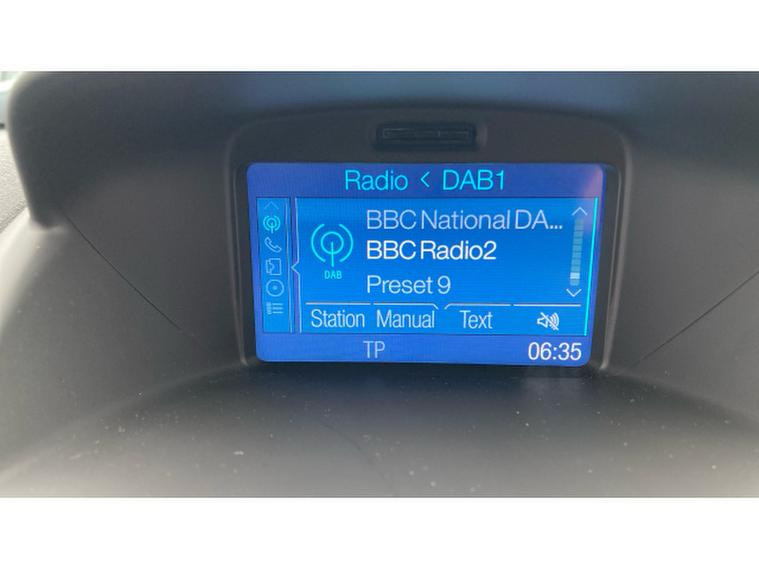 Radio < DAB1
BBC National DA...
BBC Radio2
DAB
Preset 9
Station Manual Text
TP 06:35